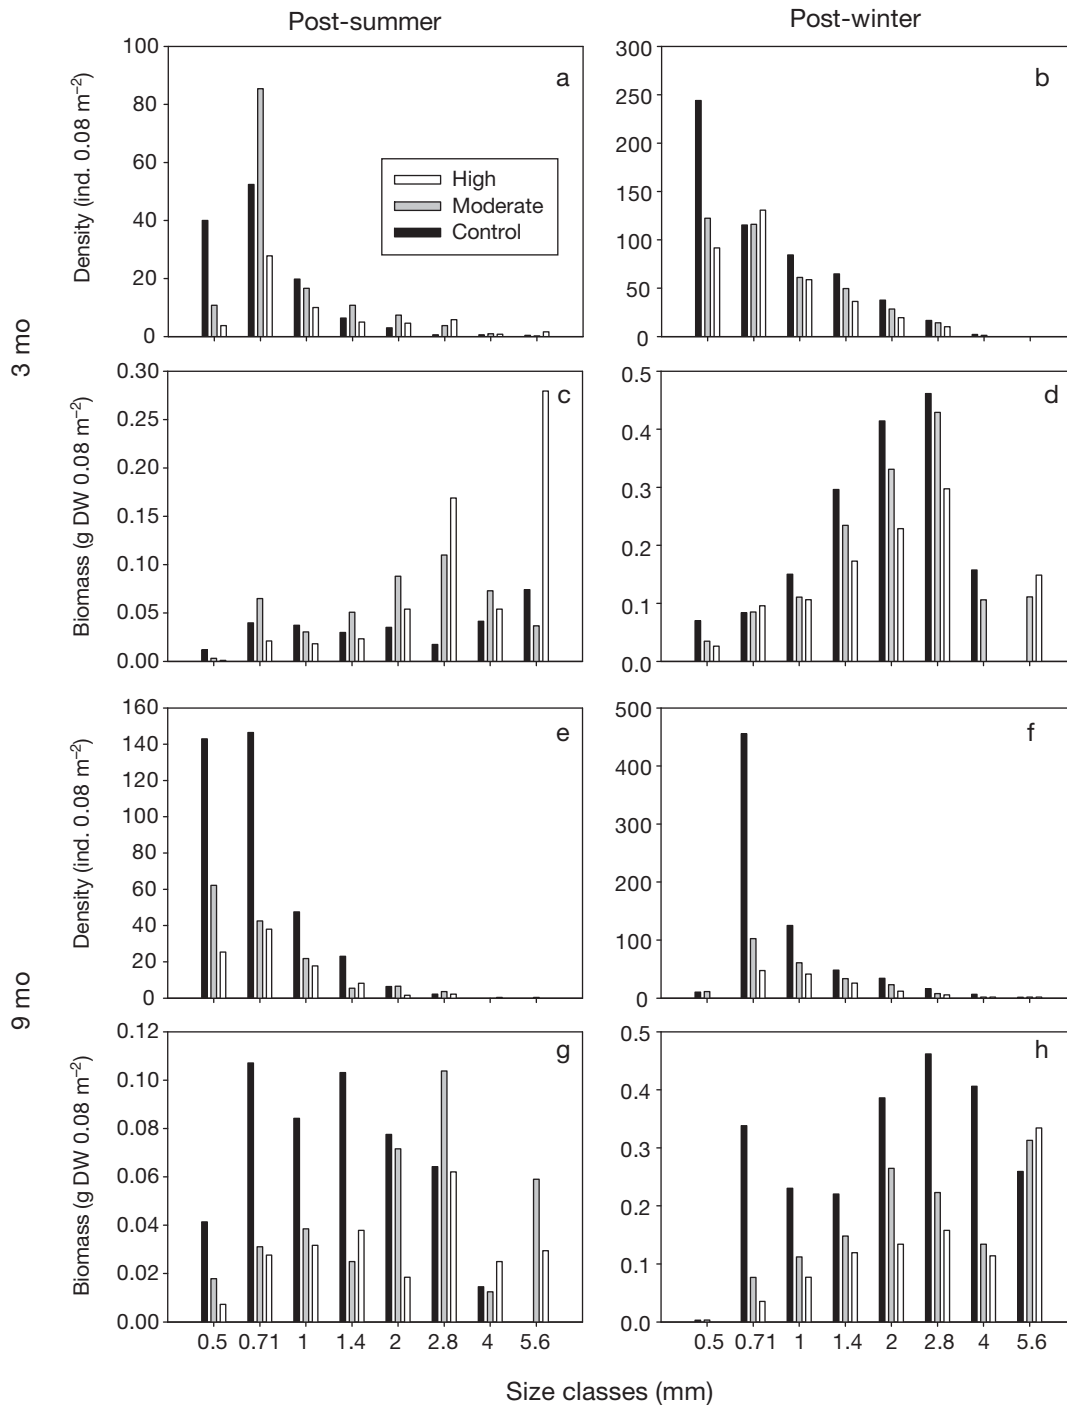 Post-summer
Post-winter
3 mo
Density (ind. 0.08 m⁻²)
100
80
60
40
20
0
a
High
Moderate
Control
300
250
200
150
100
50
0
b
Biomass (g DW 0.08 m⁻²)
0.30
0.25
0.20
0.15
0.10
0.05
0.00
c
0.5
0.4
0.3
0.2
0.1
0.0
d
9 mo
Density (ind. 0.08 m⁻²)
160
140
120
100
80
60
40
20
0
e
500
400
300
200
100
0
f
Biomass (g DW 0.08 m⁻²)
0.12
0.10
0.08
0.06
0.04
0.02
0.00
g
0.5 0.71 1 1.4 2 2.8 4 5.6
0.5
0.4
0.3
0.2
0.1
0.0
h
0.5 0.71 1 1.4 2 2.8 4 5.6
Size classes (mm)